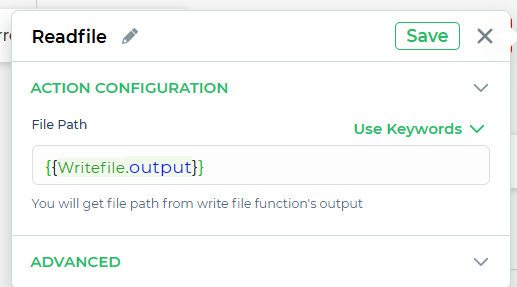 rre
Readfile
Save
ACTION CONFIGURATION
File Path
Use Keywords
{{Writefile.output}}
You will get file path from write file function's output
ADVANCED